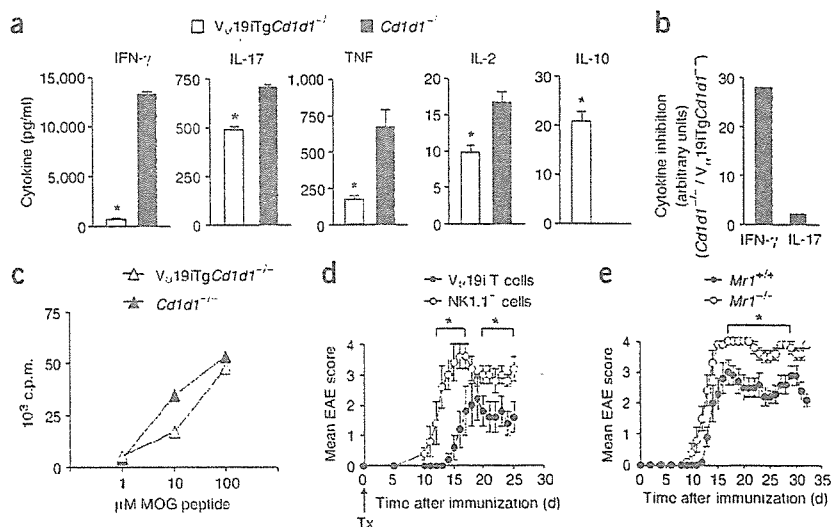 a
Vα19iTgCd1d1⁻/⁻ Cd1d1⁻/⁻
IFN-γ IL-17 TNF IL-2 IL-10
Cytokine (pg/ml)
15,000
10,000
5,000
0
750
500
250
0
1,000
750
500
250
0
20
15
10
5
0
30
20
10
0
* * * * *
b
Cytokine inhibition
(arbitrary units)
(Cd1d1⁻/⁻ / Vα19iTgCd1d1⁻/⁻)
30
20
10
0
IFN-γ IL-17
c
Vα19iTgCd1d1⁻/⁻
Cd1d1⁻/⁻
10³ c.p.m.
75
50
25
0
1 10 100
μM MOG peptide
d
Vα19i T cells
NK1.1⁻ cells
* *
Mean EAE score
4
3
2
1
0
0 5 10 15 20 25 30
Time after immunization (d)
Tx
e
Mr1⁺/⁺
Mr1⁻/⁻
*
Mean EAE score
4
3
2
1
0
0 5 10 15 20 25 30 35
Time after immunization (d)